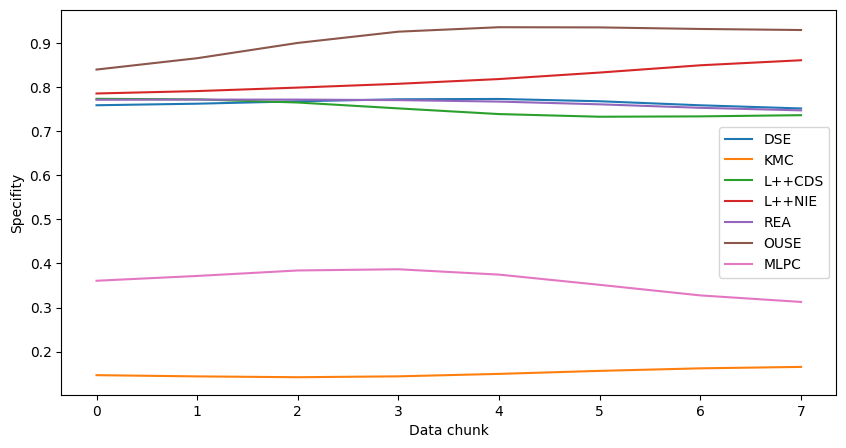 Specifity
0.9
0.8
0.7
0.6
0.5
0.4
0.3
0.2
0 1 2 3 4 5 6 7
Data chunk
DSE
KMC
L++CDS
L++NIE
REA
OUSE
MLPC